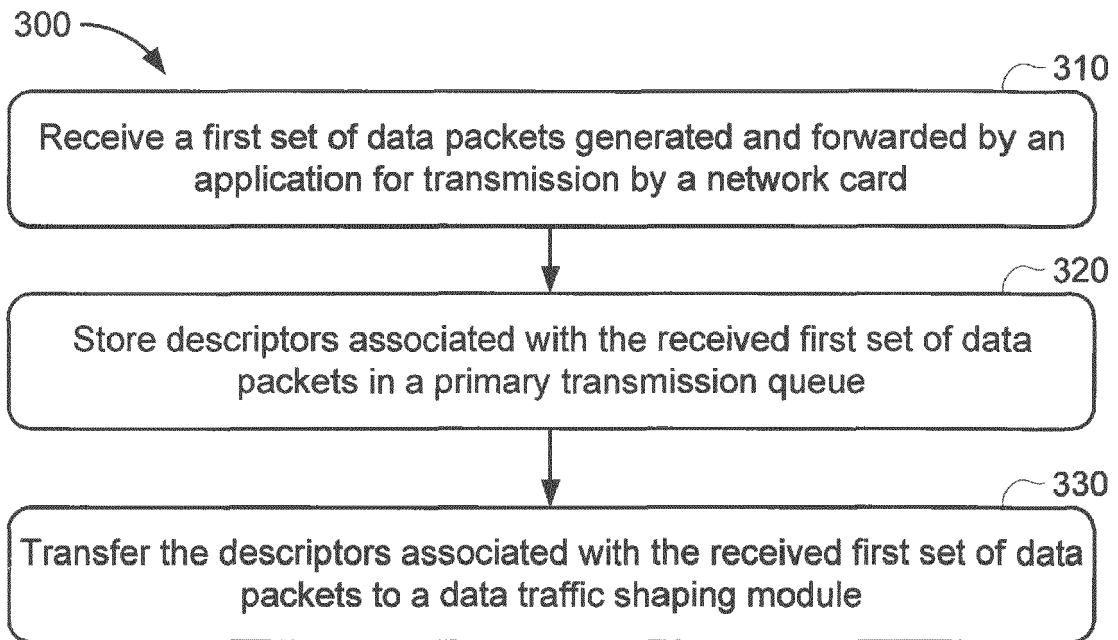 300
310
Receive a first set of data packets generated and forwarded by an
application for transmission by a network card
320
Store descriptors associated with the received first set of data
packets in a primary transmission queue
330
Transfer the descriptors associated with the received first set of data
packets to a data traffic shaping module